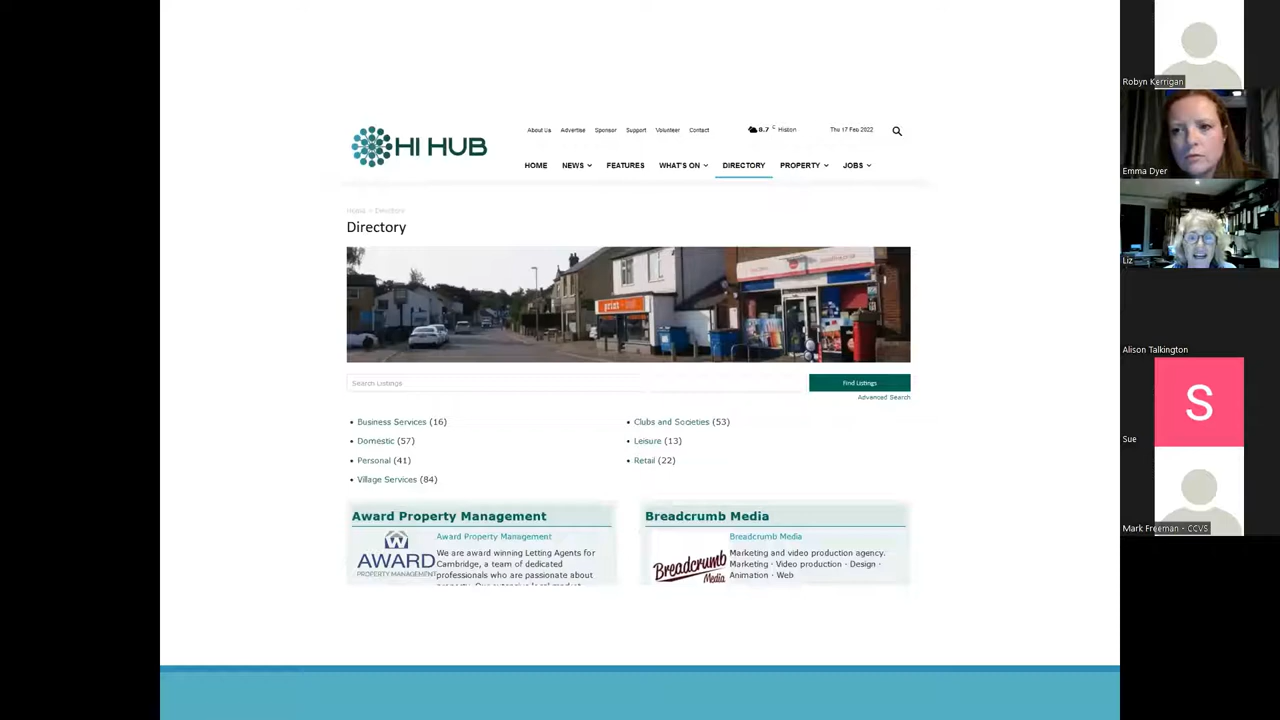 HI HUB
About Us Advertise Sponsor Support Volunteer Contact
8.7 C Histon
Thu 17 Feb 2022
HOME NEWS FEATURES WHAT'S ON DIRECTORY PROPERTY JOBS
Home > Directory
Directory
print
Search Listings
Find Listings
Advanced Search
• Business Services (16)
• Domestic (57)
• Personal (41)
• Village Services (84)
• Clubs and Societies (53)
• Leisure (13)
• Retail (22)
Award Property Management
AWARD
PROPERTY MANAGEMENT
Award Property Management
We are award winning Letting Agents for
Cambridge, a team of dedicated
professionals who are passionate about
Breadcrumb Media
Breadcrumb
Media
Breadcrumb Media
Marketing and video production agency.
Marketing · Video production · Design ·
Animation · Web
Robyn Kerrigan
Emma Dyer
Liz
Alison Talkington
S
Sue
Mark Freeman - CCVS